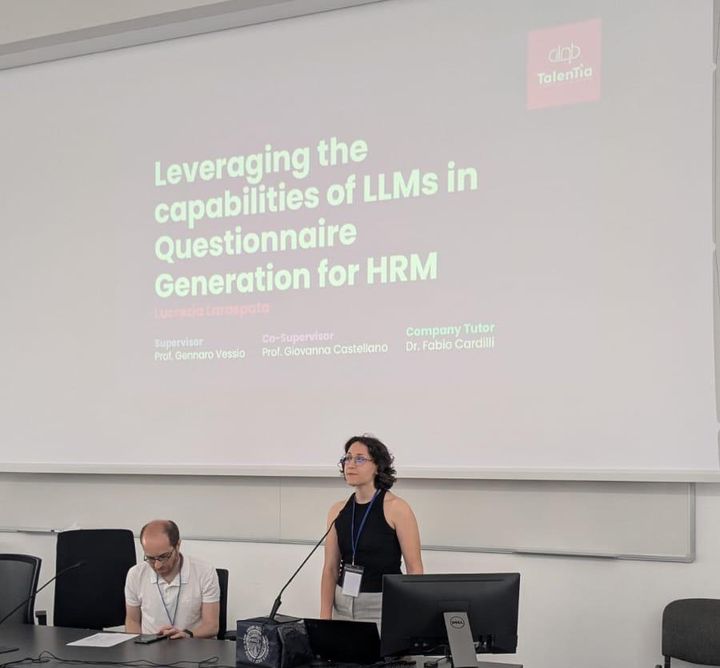 TalenTia
Leveraging the
capabilities of LLMs in
Questionnaire
Generation for HRM
Lucrezia Laraspata
Supervisor
Prof. Gennaro Vessio
Co-Supervisor
Prof. Giovanna Castellano
Company Tutor
Dr. Fabio Cardilli
DELL